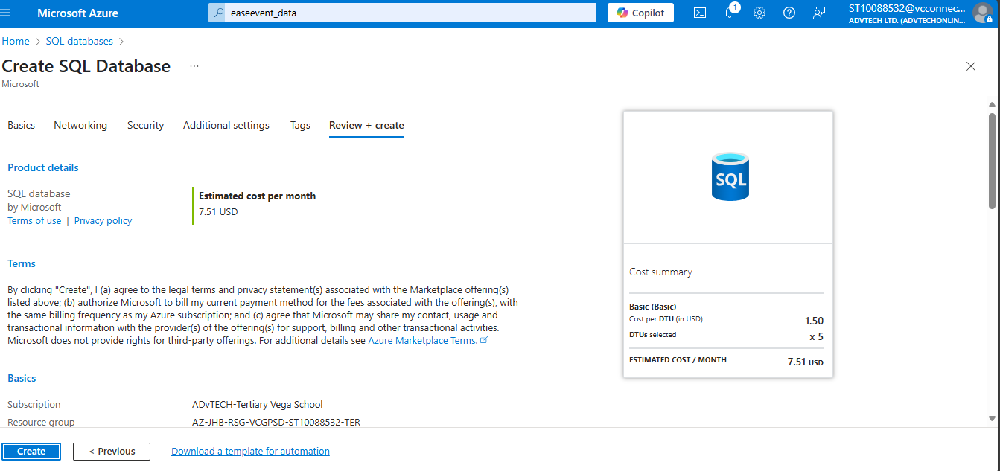 Microsoft Azure
easeevent_data
Copilot
1
ST10088532@vcconnec...
ADVTECH LTD. (ADVTECHONLIN...
Home > SQL databases >
Create SQL Database ...
Microsoft
Basics Networking Security Additional settings Tags Review + create
Product details
SQL database
by Microsoft
Terms of use | Privacy policy
Estimated cost per month
7.51 USD
Terms
By clicking "Create", I (a) agree to the legal terms and privacy statement(s) associated with the Marketplace offering(s)
listed above; (b) authorize Microsoft to bill my current payment method for the fees associated with the offering(s), with
the same billing frequency as my Azure subscription; and (c) agree that Microsoft may share my contact, usage and
transactional information with the provider(s) of the offering(s) for support, billing and other transactional activities.
Microsoft does not provide rights for third-party offerings. For additional details see Azure Marketplace Terms.
Basics
Subscription ADvTECH-Tertiary Vega School
Resource group AZ-JHB-RSG-VCGPSD-ST10088532-TER
SQL
Cost summary
Basic (Basic)
Cost per DTU (in USD) 1.50
DTUs selected x 5
ESTIMATED COST / MONTH 7.51 USD
Create < Previous Download a template for automation